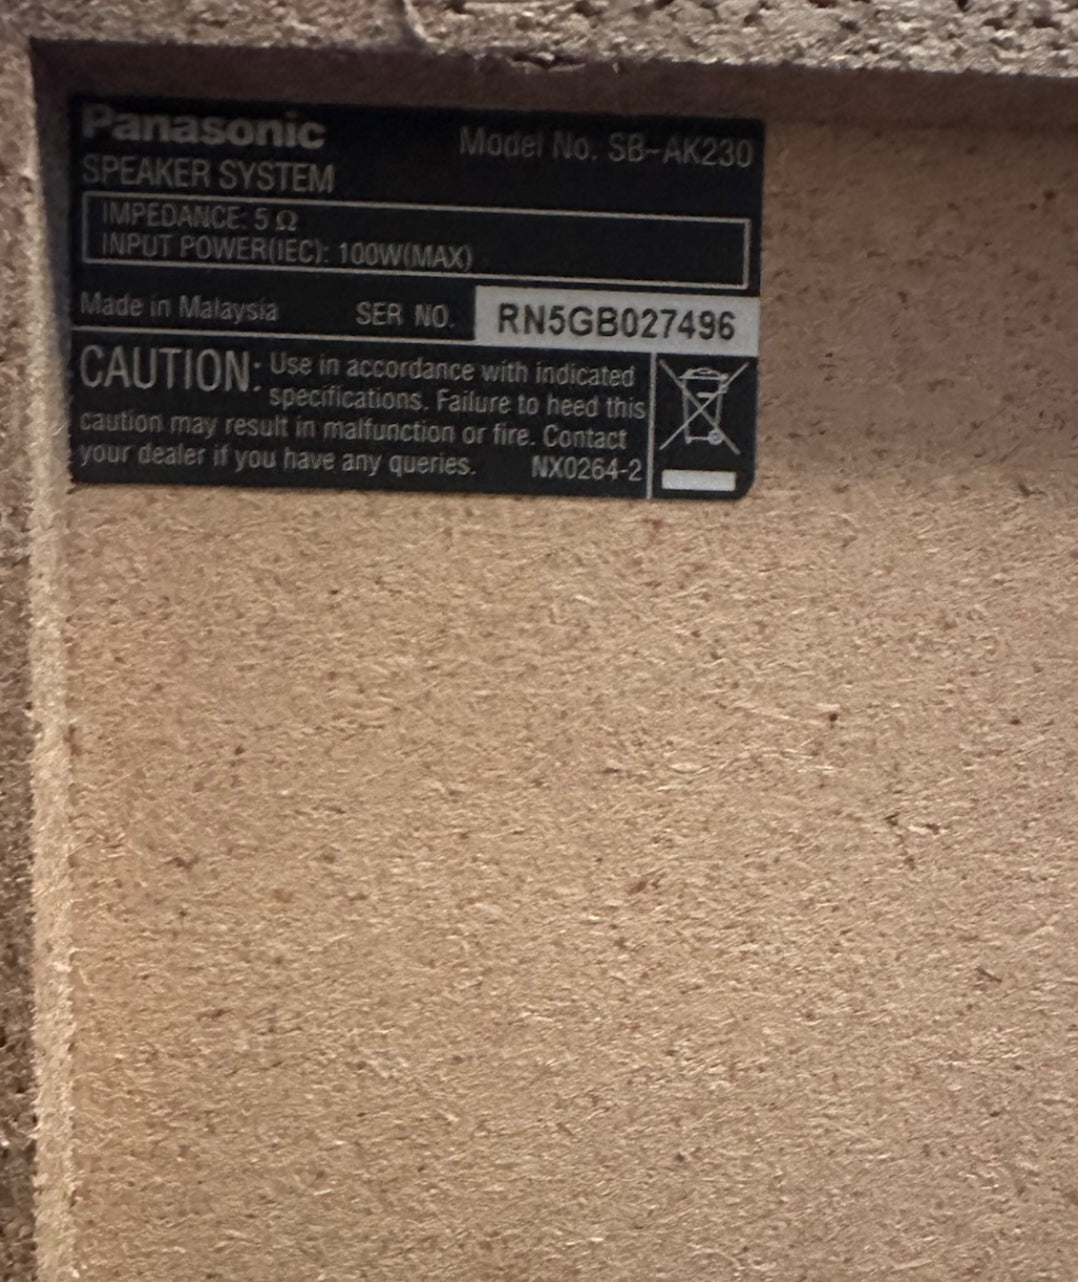 Panasonic
Model No. SB-AK230
SPEAKER SYSTEM
IMPEDANCE: 5 Ω
INPUT POWER(IEC): 100W(MAX)
Made in Malaysia SER NO. RN5GB027496
CAUTION: Use in accordance with indicated
specifications. Failure to heed this
caution may result in malfunction or fire. Contact
your dealer if you have any queries. NX0264-2